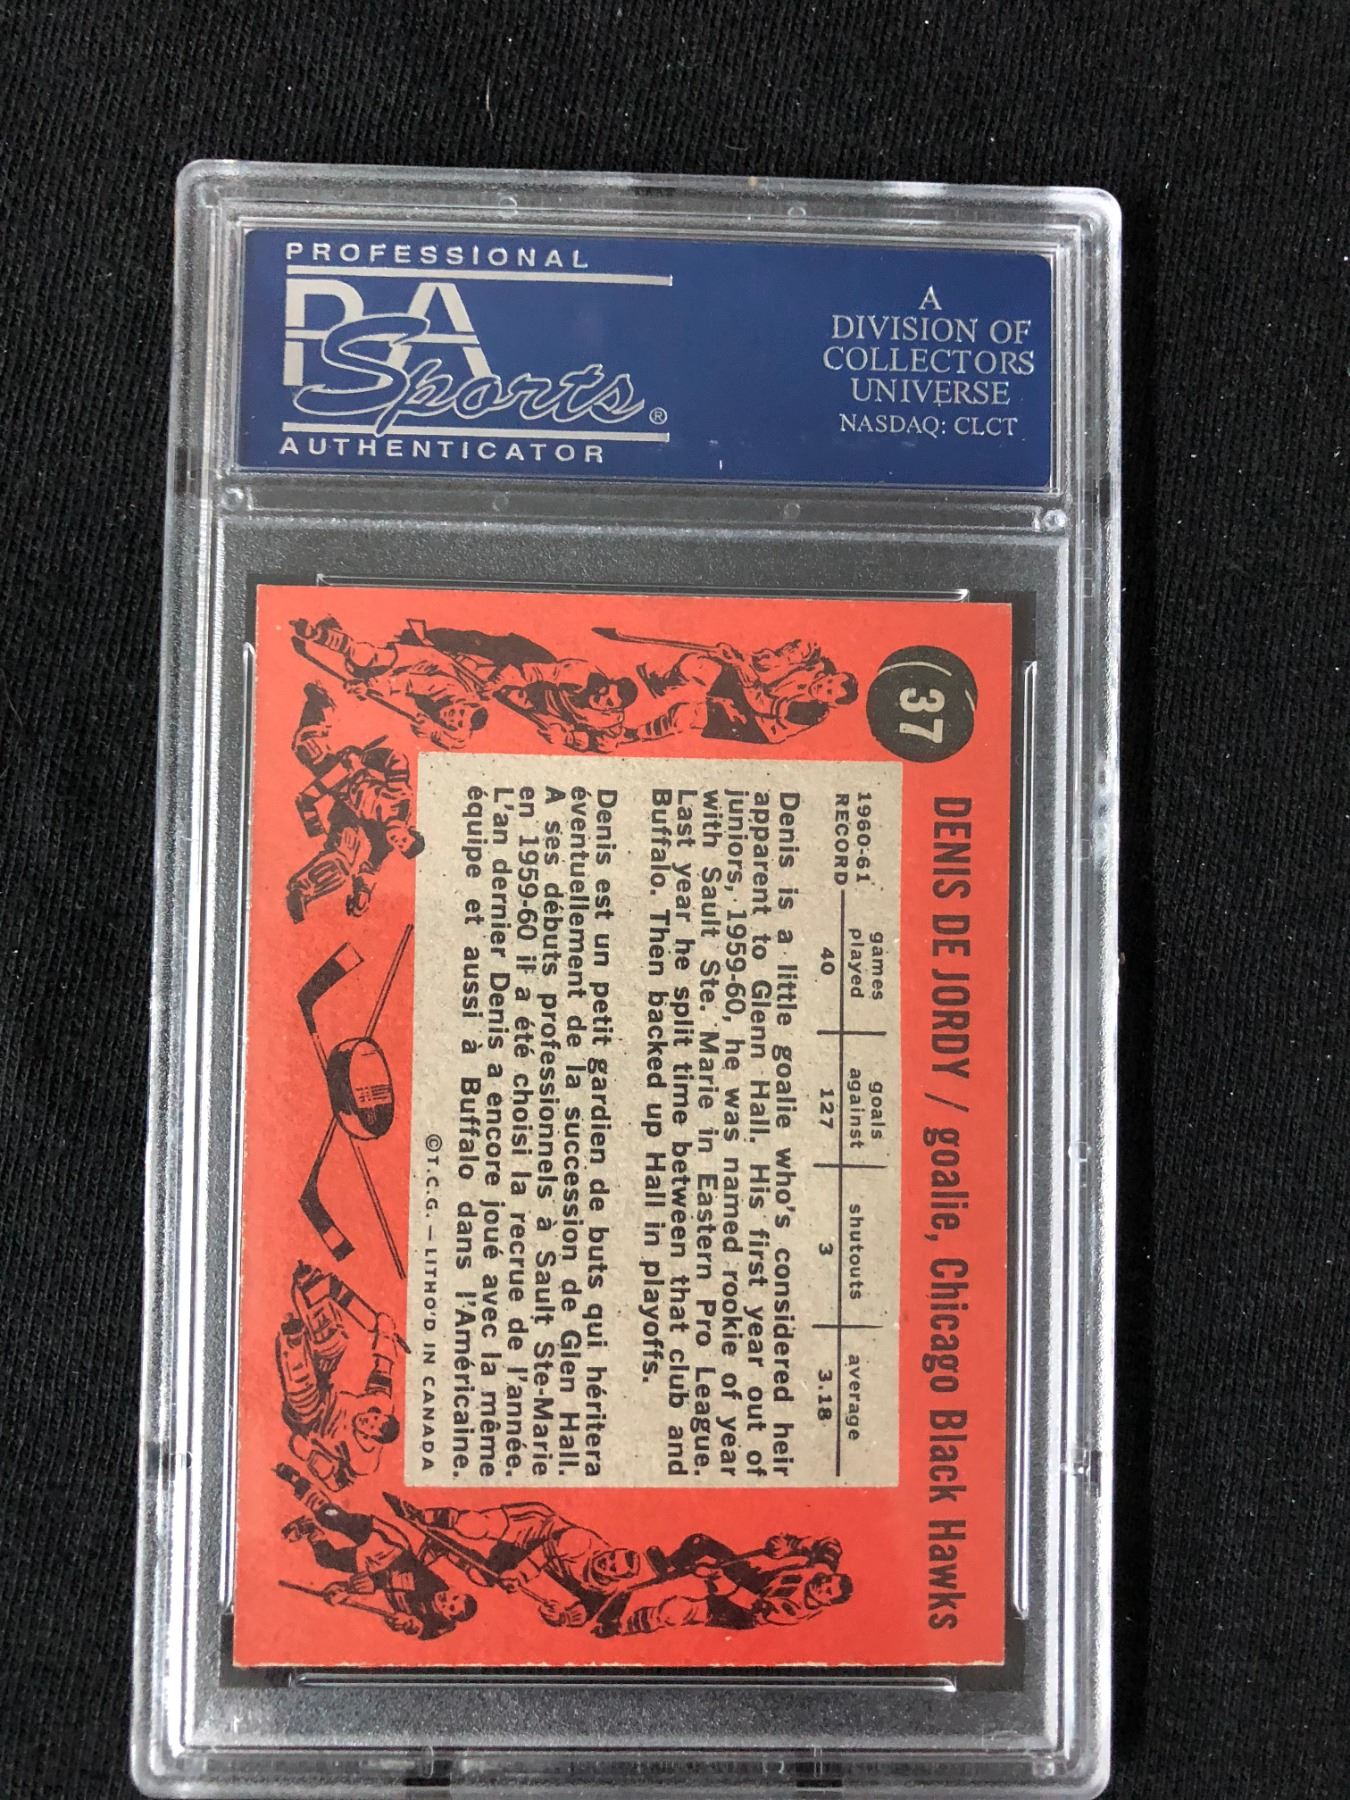 PROFESSIONAL
PSA
Sports®
AUTHENTICATOR
A
DIVISION OF
COLLECTORS
UNIVERSE
NASDAQ: CLCT
37
DENIS DE JORDY / goalie, Chicago Black Hawks
1960-61 games goals shutouts average
RECORD played against
40 127 3 3.18
Denis is a little goalie who's considered heir
apparent to Glenn Hall. His first year out of
juniors, 1959-60, he was named rookie of year
with Sault Ste. Marie in Eastern Pro League.
Last year he split time between that club and
Buffalo. Then backed up Hall in playoffs.
Denis est un petit gardien de buts qui héritera
éventuellement de la succession de Glen Hall.
A ses débuts professionnels à Sault Ste-Marie
en 1959-60 il a été choisi la recrue de l'année.
L'an dernier Denis a encore joué avec la même
équipe et aussi à Buffalo dans l'Américaine.
©T.C.G.—LITHO'D IN CANADA